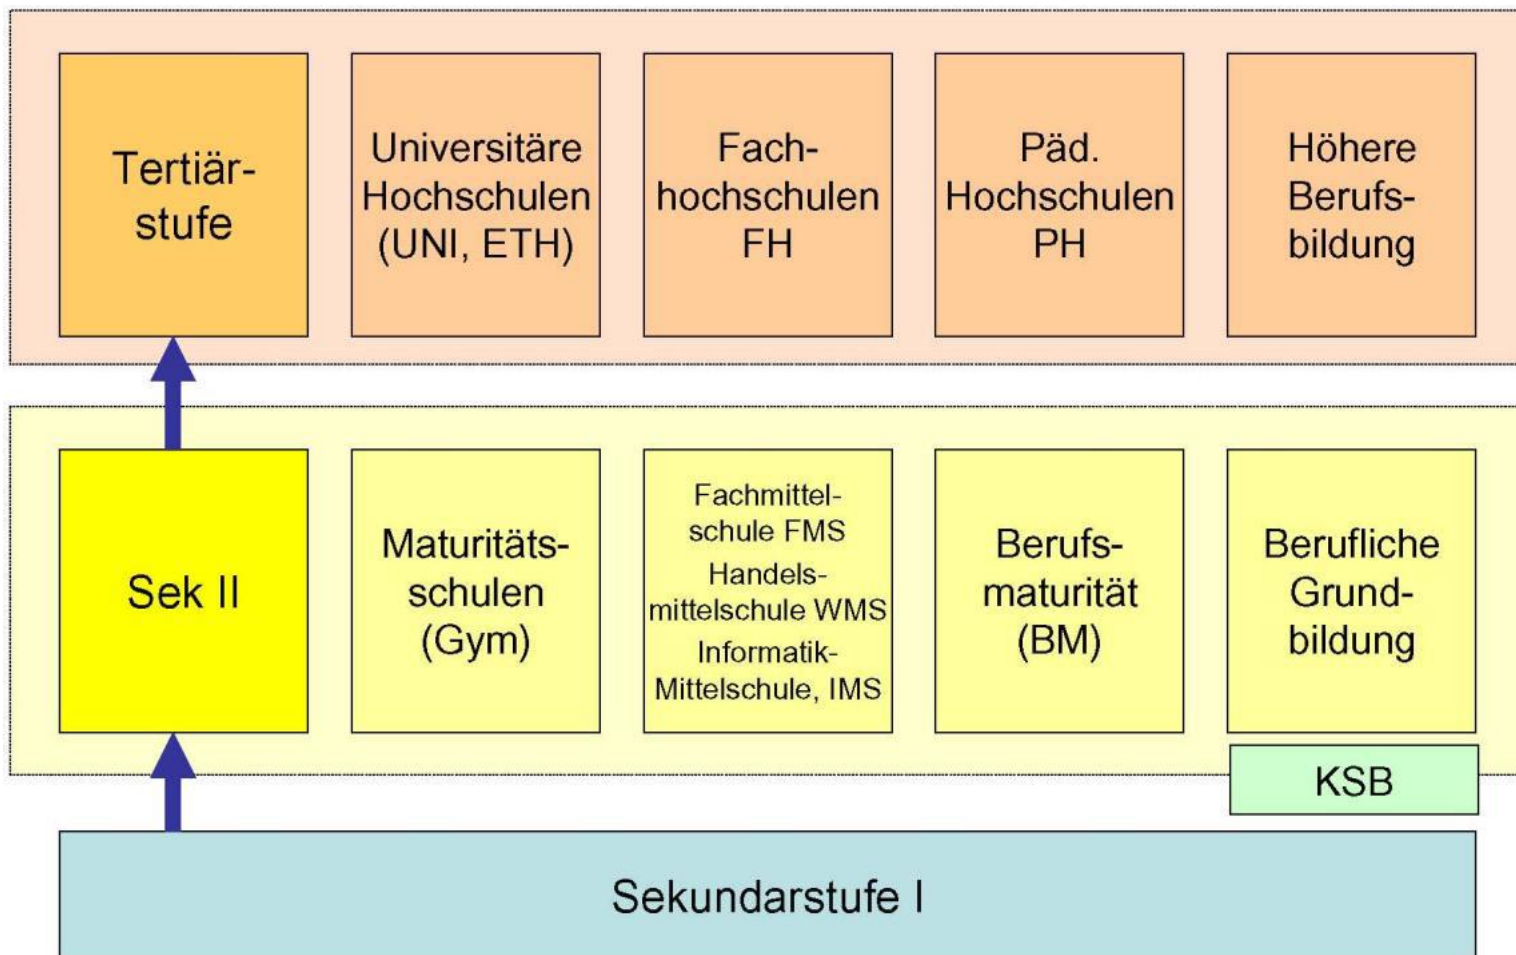 Tertiär-
stufe
Universitäre
Hochschulen
(UNI, ETH)
Fach-
hochschulen
FH
Päd.
Hochschulen
PH
Höhere
Berufs-
bildung
Sek II
Maturitäts-
schulen
(Gym)
Fachmittel-
schule FMS
Handels-
mittelschule WMS
Informatik-
Mittelschule, IMS
Berufs-
maturität
(BM)
Berufliche
Grund-
bildung
KSB
Sekundarstufe I